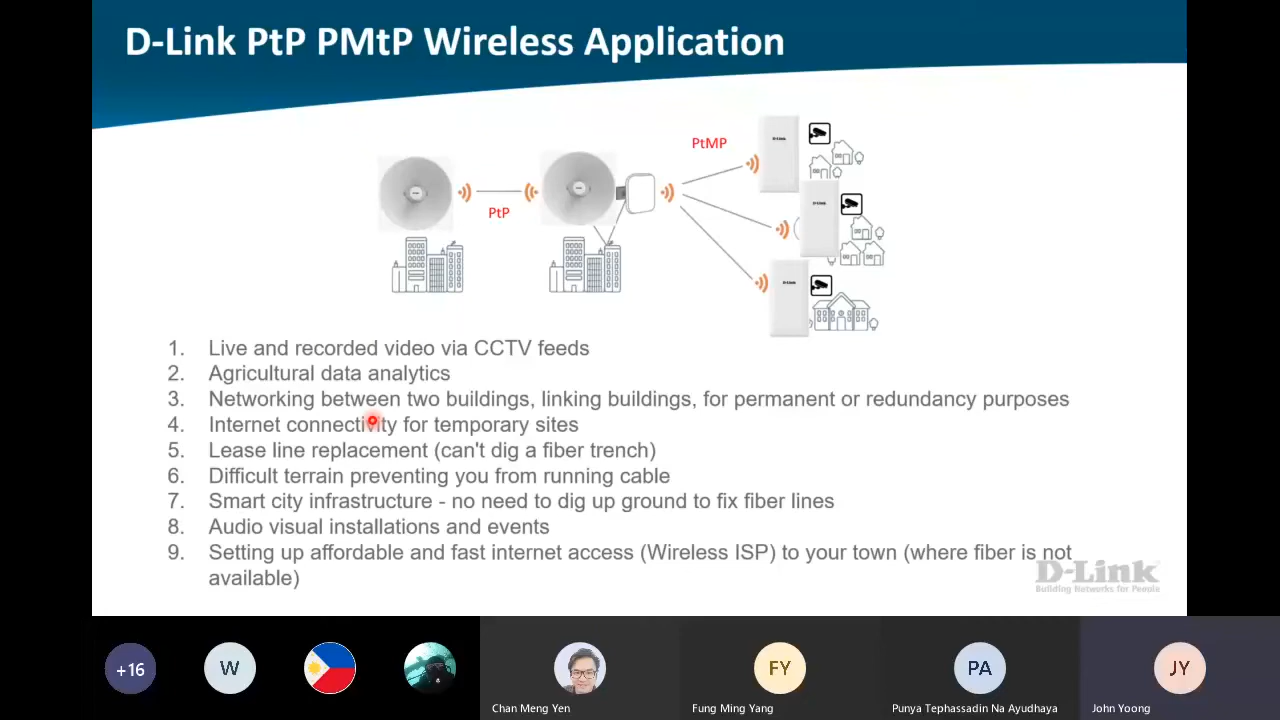 D-Link PtP PMtP Wireless Application
PtMP
PtP
D-Link
D-Link
D-Link
1. Live and recorded video via CCTV feeds
2. Agricultural data analytics
3. Networking between two buildings, linking buildings, for permanent or redundancy purposes
4. Internet connectivity for temporary sites
5. Lease line replacement (can't dig a fiber trench)
6. Difficult terrain preventing you from running cable
7. Smart city infrastructure - no need to dig up ground to fix fiber lines
8. Audio visual installations and events
9. Setting up affordable and fast internet access (Wireless ISP) to your town (where fiber is not
available)
D-Link
Building Networks for People
+16
W
FY
PA
JY
Chan Meng Yen
Fung Ming Yang
Punya Tephassadin Na Ayudhaya
John Yoong